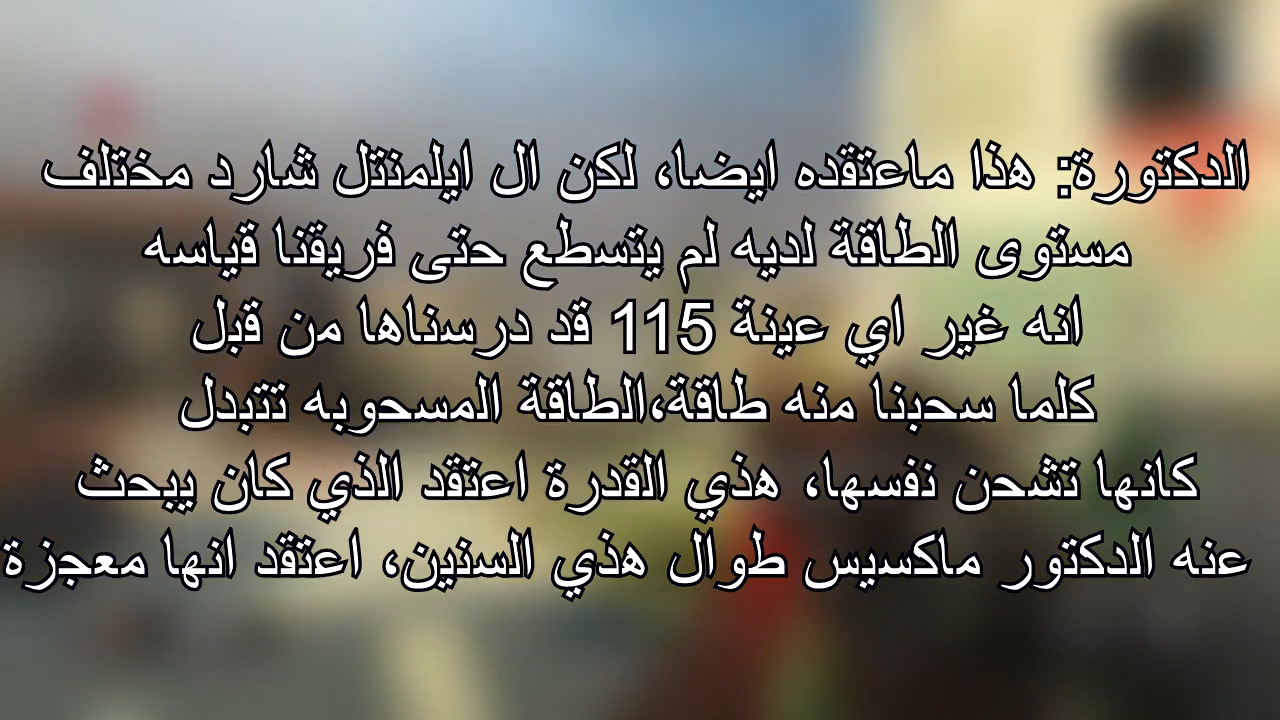 الدكتورة: هذا ماعتقده ايضا، لكن ال ايلمنتل شارد مختلف
مستوى الطاقة لديه لم يتسطع حتى فريقنا قياسه
انه غير اي عينة 115 قد درسناها من قبل
كلما سحبنا منه طاقة،الطاقة المسحوبه تتبدل
كانها تشحن نفسها، هذي القدرة اعتقد الذي كان يبحث
عنه الدكتور ماكسيس طوال هذي السنين، اعتقد انها معجزة